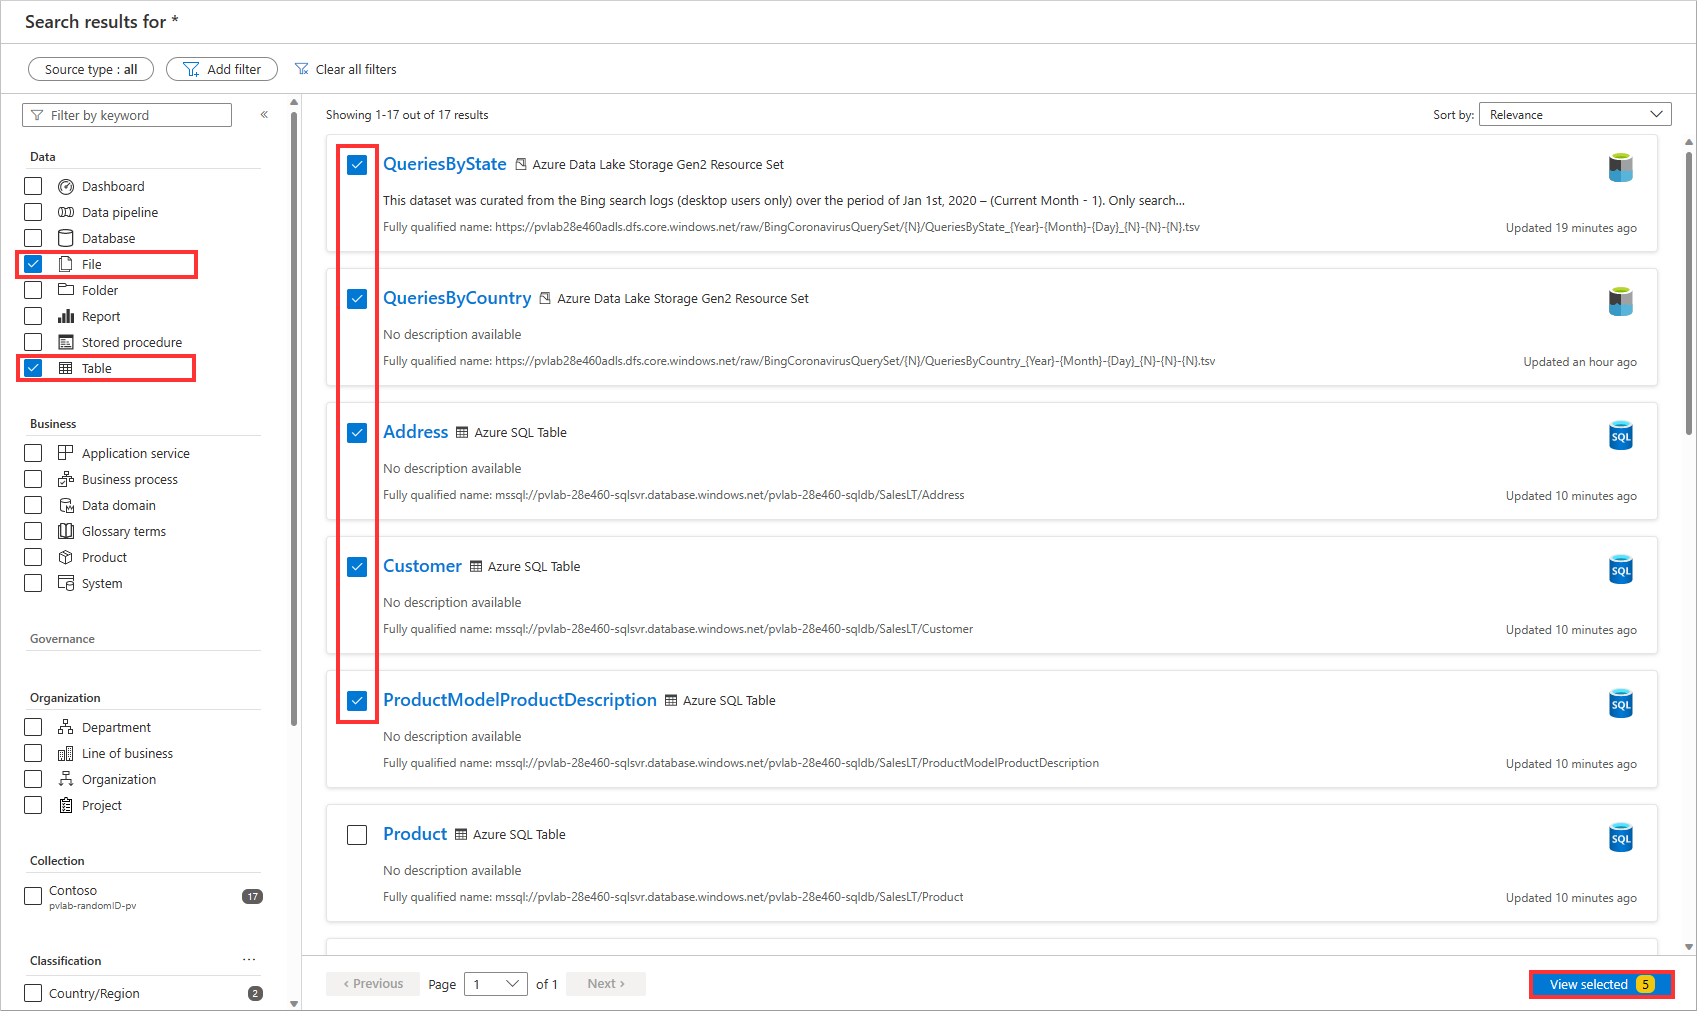 Search results for *
Source type : all
Add filter
Clear all filters
Filter by keyword
«
Data
Dashboard
Data pipeline
Database
File
Folder
Report
Stored procedure
Table
Business
Application service
Business process
Data domain
Glossary terms
Product
System
Governance
Organization
Department
Line of business
Organization
Project
Collection
Contoso 17
pvlab-randomID-pv
Classification ...
Country/Region 2
Showing 1-17 out of 17 results
Sort by: Relevance
QueriesByState Azure Data Lake Storage Gen2 Resource Set
This dataset was curated from the Bing search logs (desktop users only) over the period of Jan 1st, 2020 – (Current Month - 1). Only search...
Fully qualified name: https://pvlab28e460adls.dfs.core.windows.net/raw/BingCoronavirusQuerySet/{N}/QueriesByState_{Year}-{Month}-{Day}_{N}-{N}-{N}.tsv
Updated 19 minutes ago
QueriesByCountry Azure Data Lake Storage Gen2 Resource Set
No description available
Fully qualified name: https://pvlab28e460adls.dfs.core.windows.net/raw/BingCoronavirusQuerySet/{N}/QueriesByCountry_{Year}-{Month}-{Day}_{N}-{N}-{N}.tsv
Updated an hour ago
Address Azure SQL Table
SQL
No description available
Fully qualified name: mssql://pvlab-28e460-sqlsvr.database.windows.net/pvlab-28e460-sqldb/SalesLT/Address
Updated 10 minutes ago
Customer Azure SQL Table
SQL
No description available
Fully qualified name: mssql://pvlab-28e460-sqlsvr.database.windows.net/pvlab-28e460-sqldb/SalesLT/Customer
Updated 10 minutes ago
ProductModelProductDescription Azure SQL Table
SQL
No description available
Fully qualified name: mssql://pvlab-28e460-sqlsvr.database.windows.net/pvlab-28e460-sqldb/SalesLT/ProductModelProductDescription
Updated 10 minutes ago
Product Azure SQL Table
SQL
No description available
Fully qualified name: mssql://pvlab-28e460-sqlsvr.database.windows.net/pvlab-28e460-sqldb/SalesLT/Product
Updated 10 minutes ago
‹ Previous Page 1 of 1 Next ›
View selected 5